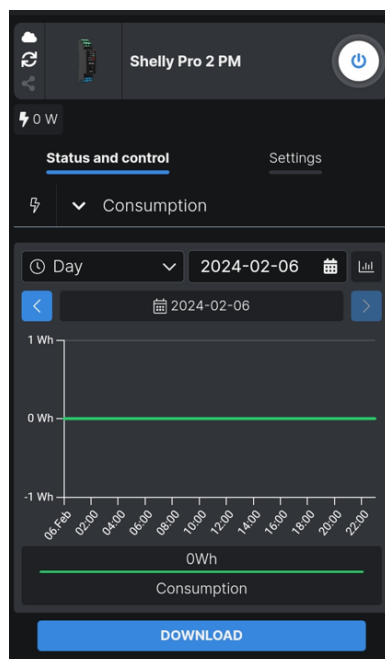 Shelly Pro 2 PM
0 W
Status and control
Settings
Consumption
Day
2024-02-06
2024-02-06
1 Wh
0 Wh
-1 Wh
06.Feb 02:00 04:00 06:00 08:00 10:00 12:00 14:00 16:00 18:00 20:00 22:00
0Wh
Consumption
DOWNLOAD